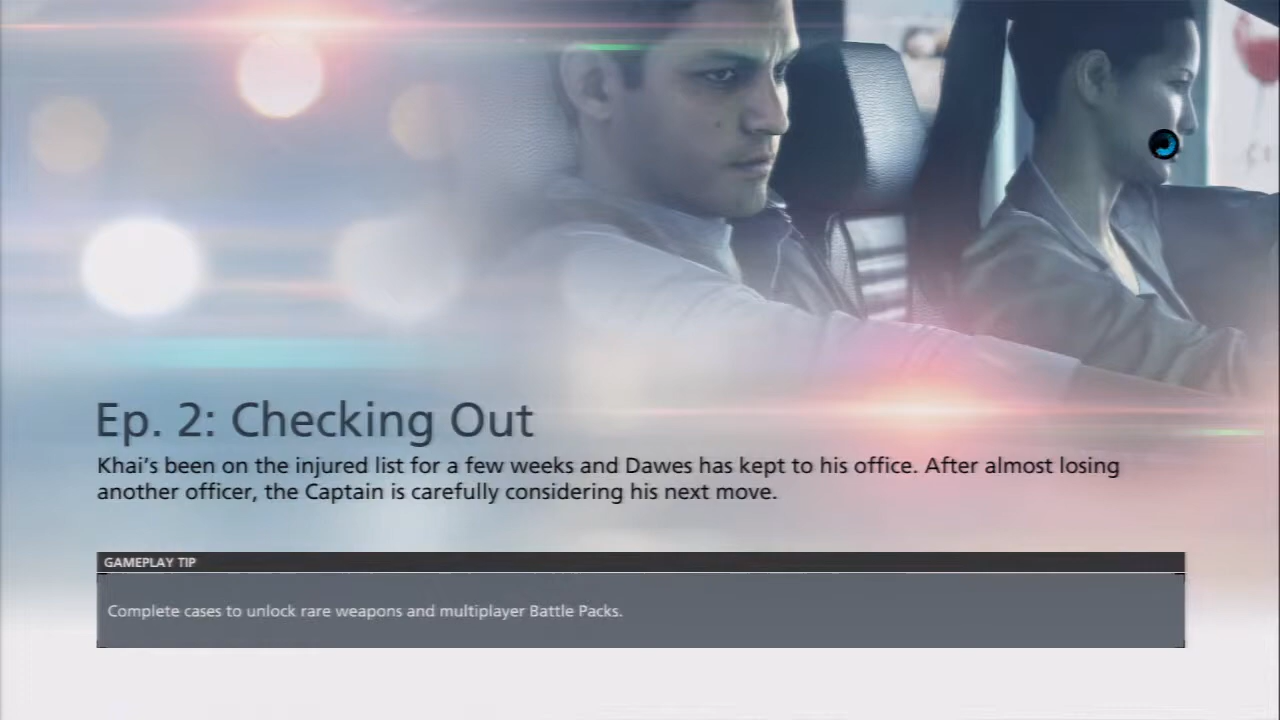 Ep. 2: Checking Out
Khai's been on the injured list for a few weeks and Dawes has kept to his office. After almost losing
another officer, the Captain is carefully considering his next move.
GAMEPLAY TIP
Complete cases to unlock rare weapons and multiplayer Battle Packs.